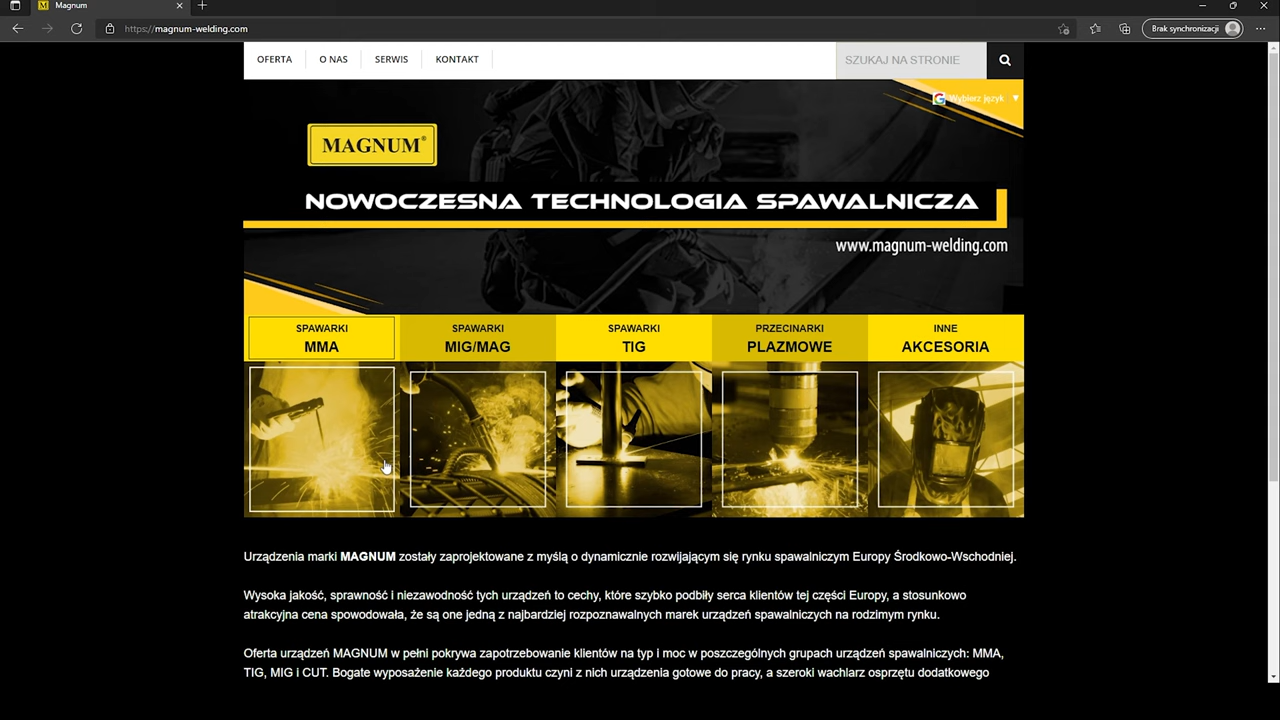 Magnum
https://magnum-welding.com
Brak synchronizacji
OFERTA
O NAS
SERWIS
KONTAKT
SZUKAJ NA STRONIE
Wybierz język ▼
MAGNUM®
NOWOCZESNA TECHNOLOGIA SPAWALNICZA
www.magnum-welding.com
SPAWARKI
MMA
SPAWARKI
MIG/MAG
SPAWARKI
TIG
PRZECINARKI
PLAZMOWE
INNE
AKCESORIA
Urządzenia marki MAGNUM zostały zaprojektowane z myślą o dynamicznie rozwijającym się rynku spawalniczym Europy Środkowo-Wschodniej.
Wysoka jakość, sprawność i niezawodność tych urządzeń to cechy, które szybko podbiły serca klientów tej części Europy, a stosunkowo
atrakcyjna cena spowodowała, że są one jedną z najbardziej rozpoznawalnych marek urządzeń spawalniczych na rodzimym rynku.
Oferta urządzeń MAGNUM w pełni pokrywa zapotrzebowanie klientów na typ i moc w poszczególnych grupach urządzeń spawalniczych: MMA,
TIG, MIG i CUT. Bogate wyposażenie każdego produktu czyni z nich urządzenia gotowe do pracy, a szeroki wachlarz osprzętu dodatkowego